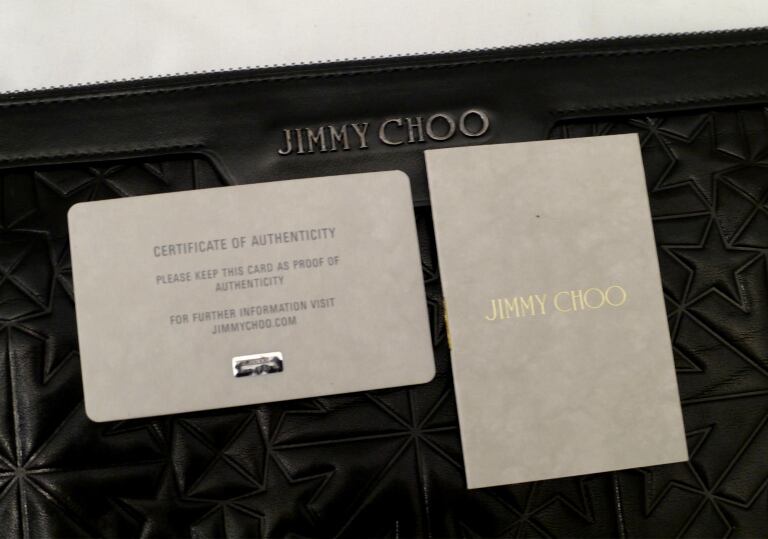 JIMMY CHOO
CERTIFICATE OF AUTHENTICITY
PLEASE KEEP THIS CARD AS PROOF OF
AUTHENTICITY
FOR FURTHER INFORMATION VISIT
JIMMYCHOO.COM
JIMMY CHOO